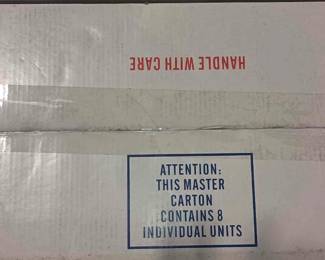 HANDLE WITH CARE
ATTENTION:
THIS MASTER
CARTON
CONTAINS 8
INDIVIDUAL UNITS